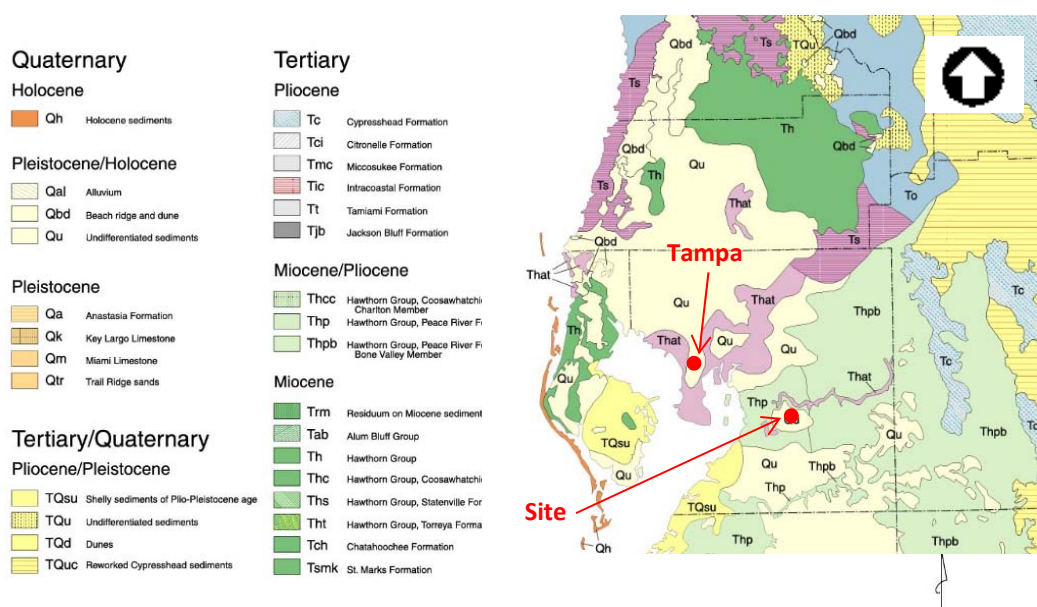 Quaternary
Holocene
Qh Holocene sediments
Pleistocene/Holocene
Qal Alluvium
Qbd Beach ridge and dune
Qu Undifferentiated sediments
Pleistocene
Qa Anastasia Formation
Qk Key Largo Limestone
Qm Miami Limestone
Qtr Trail Ridge sands
Tertiary/Quaternary
Pliocene/Pleistocene
TQsu Shelly sediments of Plio-Pleistocene age
TQu Undifferentiated sediments
TQd Dunes
TQuc Reworked Cypresshead sediments
Tertiary
Pliocene
Tc Cypresshead Formation
Tci Citronelle Formation
Tmc Miccosukee Formation
Tic Intracoastal Formation
Tt Tamiami Formation
Tjb Jackson Bluff Formation
Miocene/Pliocene
Thcc Hawthorn Group, Coosawhatchi
Charlton Member
Thp Hawthorn Group, Peace River F
Thpb Hawthorn Group, Peace River F
Bone Valley Member
Miocene
Trm Residuum on Miocene sediment
Tab Alum Bluff Group
Th Hawthorn Group
Thc Hawthorn Group, Coosawhatchi
Ths Hawthorn Group, Statenville For
Tht Hawthorn Group, Torreya Forma
Tch Chatahoochee Formation
Tsmk St. Marks Formation
Qbd
Ts
TQu
Qbd
Ts
Th
Qbd
Qu
Th
Ts
That
To
Qbd
Ts
Tampa
That
Qu
That
Thpb
Tc
Th
That
Qu
Qu
Qu
That
Thp
Qu
TQsu
Qu
Thpb
Tc
Qu
Qu
Thpb
Thp
Site
TQsu
Qh
Thp
Thpb